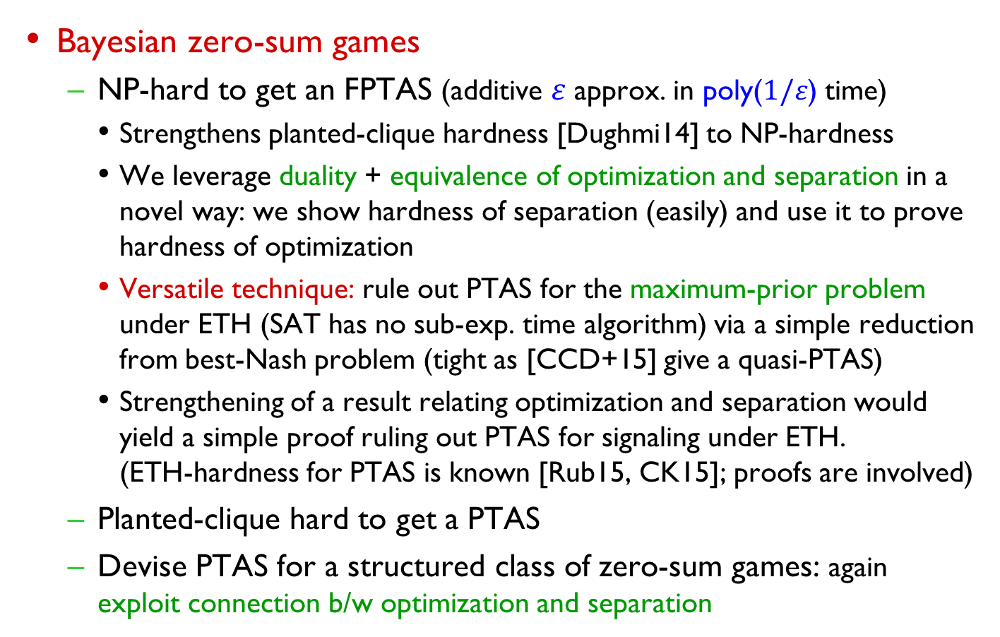 • Bayesian zero-sum games
– NP-hard to get an FPTAS (additive ε approx. in poly(1/ε) time)
• Strengthens planted-clique hardness [Dughmi14] to NP-hardness
• We leverage duality + equivalence of optimization and separation in a
novel way: we show hardness of separation (easily) and use it to prove
hardness of optimization
• Versatile technique: rule out PTAS for the maximum-prior problem
under ETH (SAT has no sub-exp. time algorithm) via a simple reduction
from best-Nash problem (tight as [CCD+15] give a quasi-PTAS)
• Strengthening of a result relating optimization and separation would
yield a simple proof ruling out PTAS for signaling under ETH.
(ETH-hardness for PTAS is known [Rub15, CK15]; proofs are involved)
– Planted-clique hard to get a PTAS
– Devise PTAS for a structured class of zero-sum games: again
exploit connection b/w optimization and separation